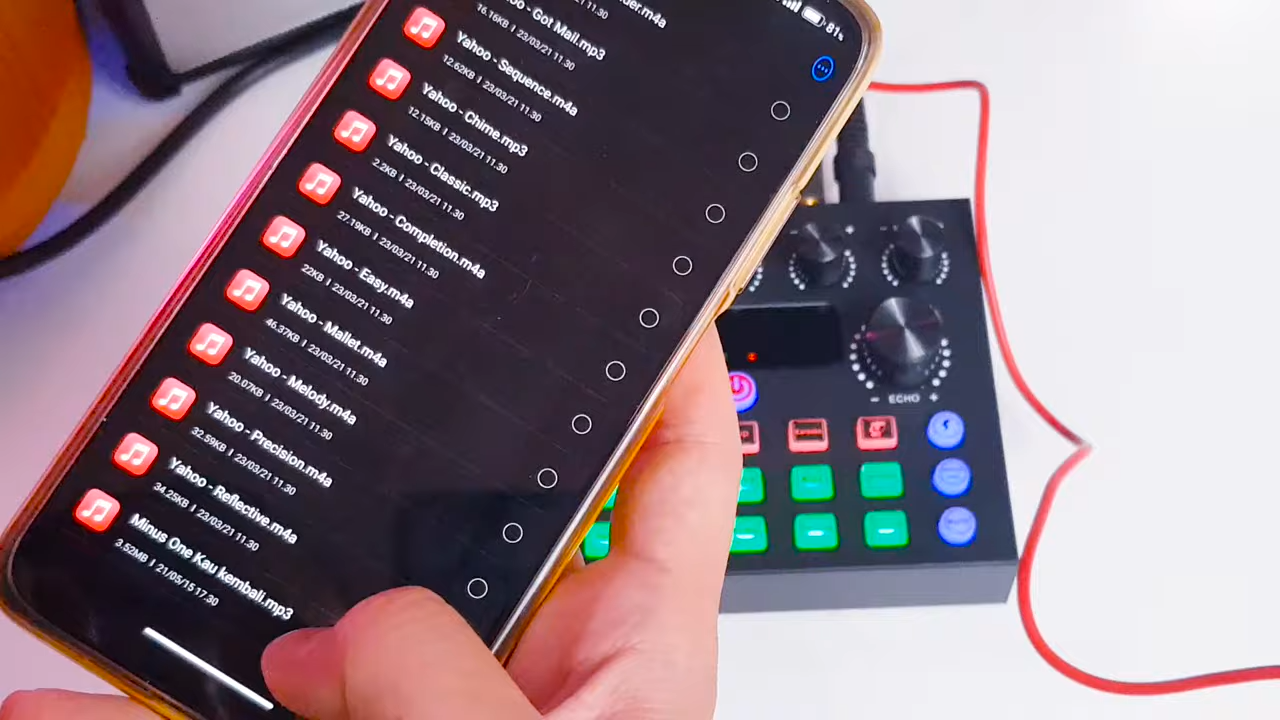 81%
Yahoo - Got Mail.mp3
16.16KB | 23/03/21 11.30
Yahoo - Sequence.m4a
12.62KB | 23/03/21 11.30
Yahoo - Chime.mp3
12.15KB | 23/03/21 11.30
Yahoo - Classic.mp3
2.2KB | 23/03/21 11.30
Yahoo - Completion.m4a
27.19KB | 23/03/21 11.30
Yahoo - Easy.m4a
22KB | 23/03/21 11.30
Yahoo - Mallet.m4a
46.37KB | 23/03/21 11.30
Yahoo - Melody.m4a
20.07KB | 23/03/21 11.30
Yahoo - Precision.m4a
32.59KB | 23/03/21 11.30
Yahoo - Reflective.m4a
34.25KB | 23/03/21 11.30
Minus One Kau kembali.mp3
3.52MB | 21/05/15 17.30
- ECHO +